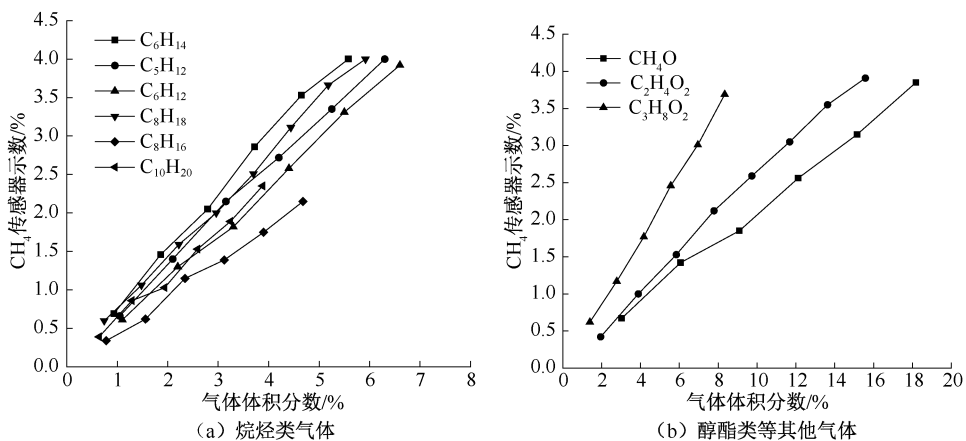 CH₄传感器示数/%
4.5
4.0
3.5
3.0
2.5
2.0
1.5
1.0
0.5
0.0
C₆H₁₄
C₅H₁₂
C₆H₁₂
C₈H₁₈
C₈H₁₆
C₁₀H₂₀
0 1 2 3 4 5 6 7 8
气体体积分数/%
(a) 烷烃类气体
CH₄传感器示数/%
4.5
4.0
3.5
3.0
2.5
2.0
1.5
1.0
0.5
0.0
CH₄O
C₂H₄O₂
C₃H₈O₂
0 2 4 6 8 10 12 14 16 18 20
气体体积分数/%
(b) 醇酯类等其他气体